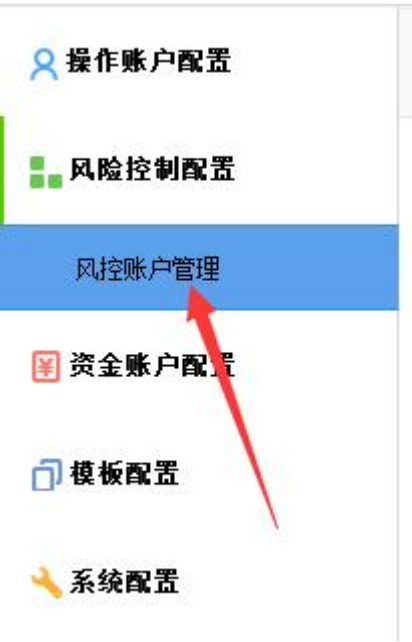 操作账户配置
风险控制配置
风控账户管理
资金账户配置
模板配置
系统配置